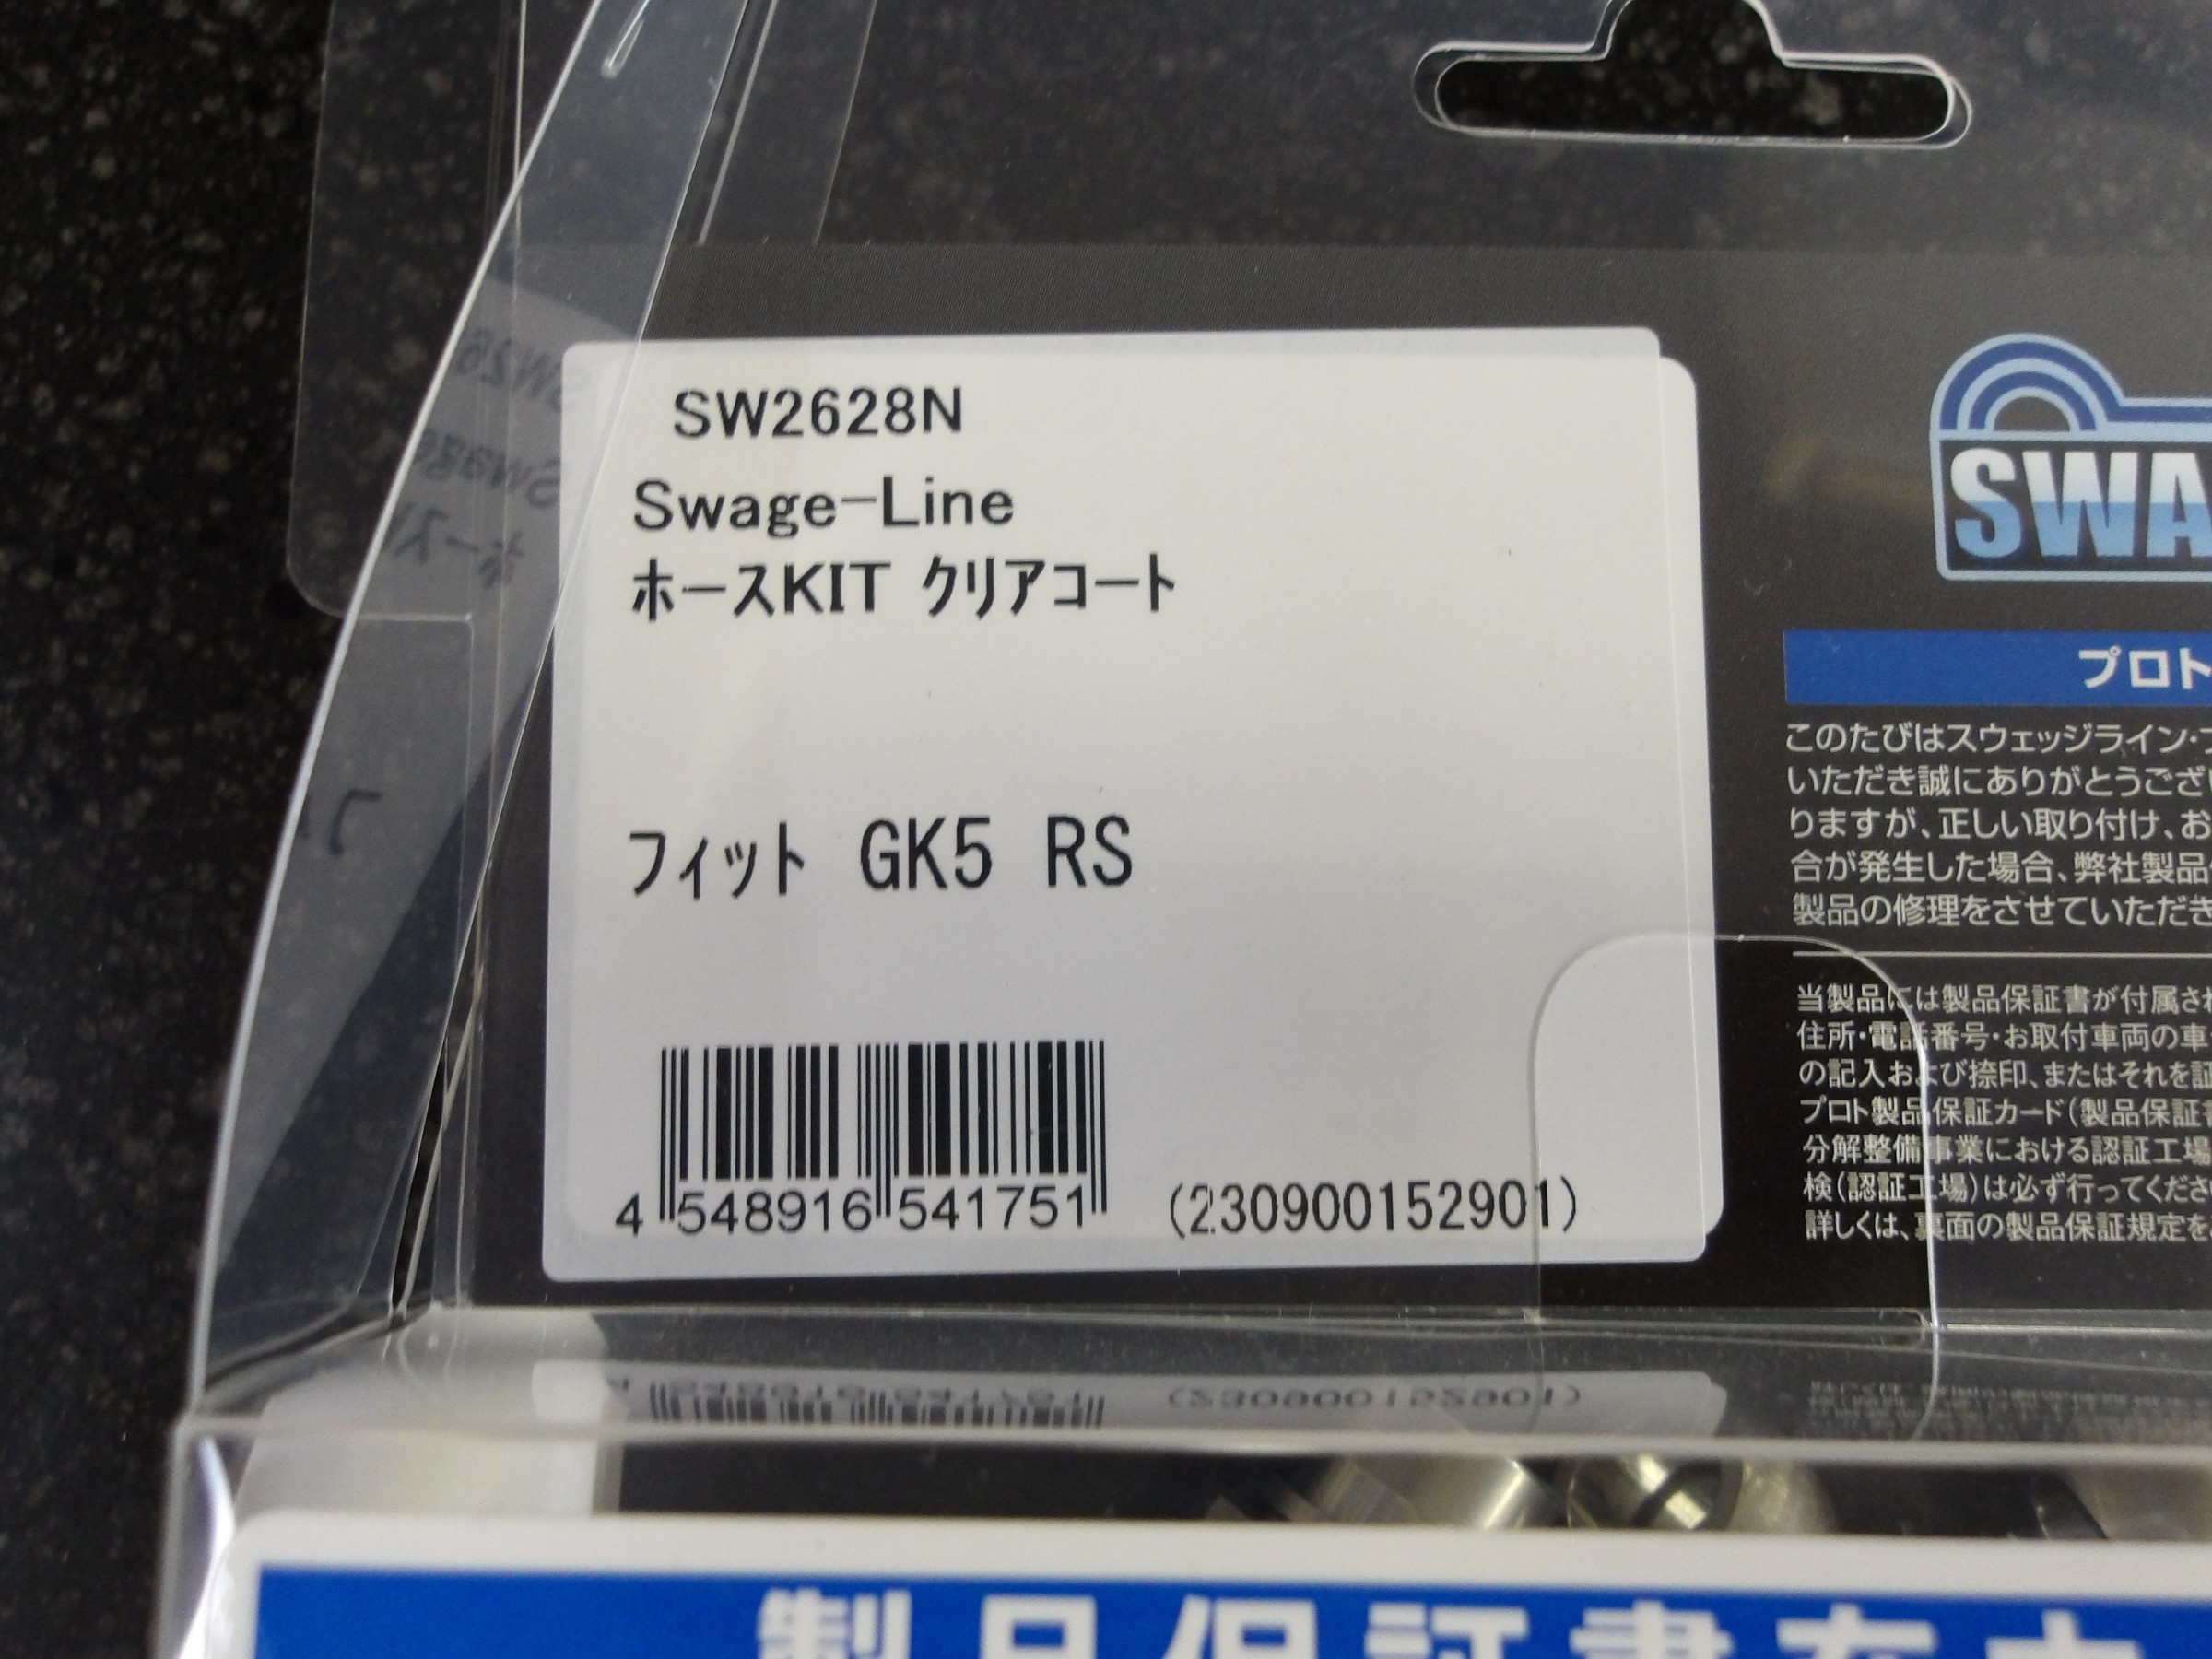 SW2628N
Swage-Line
ホースKIT クリアコート
フィット GK5 RS
4 548916 541751 (230900152901)
SWA
プロト
このたびはスウェッジライン・
いただき誠にありがとうござ
りますが、正しい取り付け、お
合が発生した場合、弊社製品
製品の修理をさせていただき
当製品には製品保証書が付属さ
住所・電話番号・お取付車両の車
の記入および捺印、またはそれを証
プロト製品保証カード(製品保証
分解整備事業における認証工場
検(認証工場)は必ず行ってくださ
詳しくは、裏面の製品保証規定を
製品保証書在中